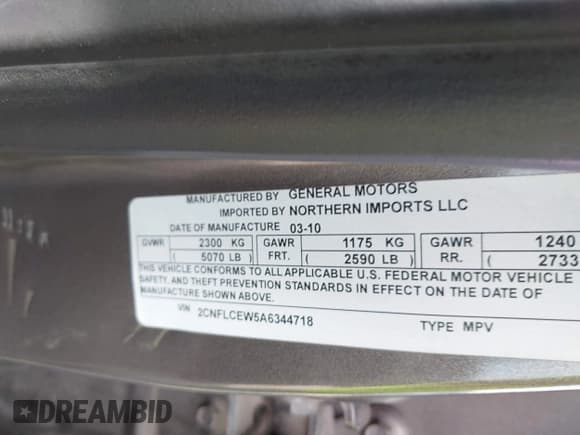 MANUFACTURED BY GENERAL MOTORS
IMPORTED BY NORTHERN IMPORTS LLC
DATE OF MANUFACTURE 03-10
GVWR 2300 KG GAWR 1175 KG GAWR 1240
( 5070 LB ) FRT. ( 2590 LB ) RR. ( 2733
THIS VEHICLE CONFORMS TO ALL APPLICABLE U.S. FEDERAL MOTOR VEHICLE
SAFETY, AND THEFT PREVENTION STANDARDS IN EFFECT ON THE DATE OF
MANUFACTURE SHOWN ABOVE.
VIN 2CNFLCEW5A6344718 TYPE MPV
DREAMBID